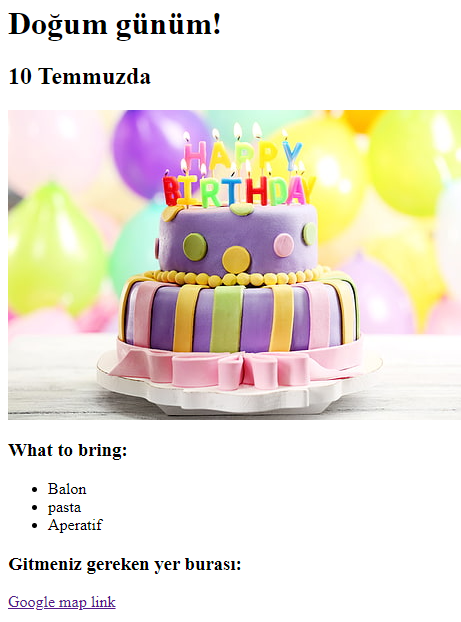 Doğum günüm!
10 Temmuzda
HAPPY
BIRTHDAY
What to bring:
Balon
pasta
Aperatif
Gitmeniz gereken yer burası:
Google map link